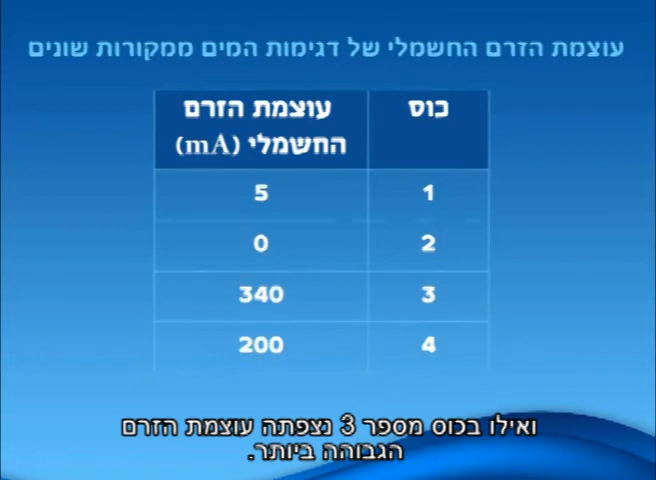 עוצמת הזרם החשמלי של דגימות המים ממקורות שונים
כוס עוצמת הזרם
החשמלי (mA)
1 5
2 0
3 340
4 200
ואילו בכוס מספר 3 נצפתה עוצמת הזרם
הגבוהה ביותר.